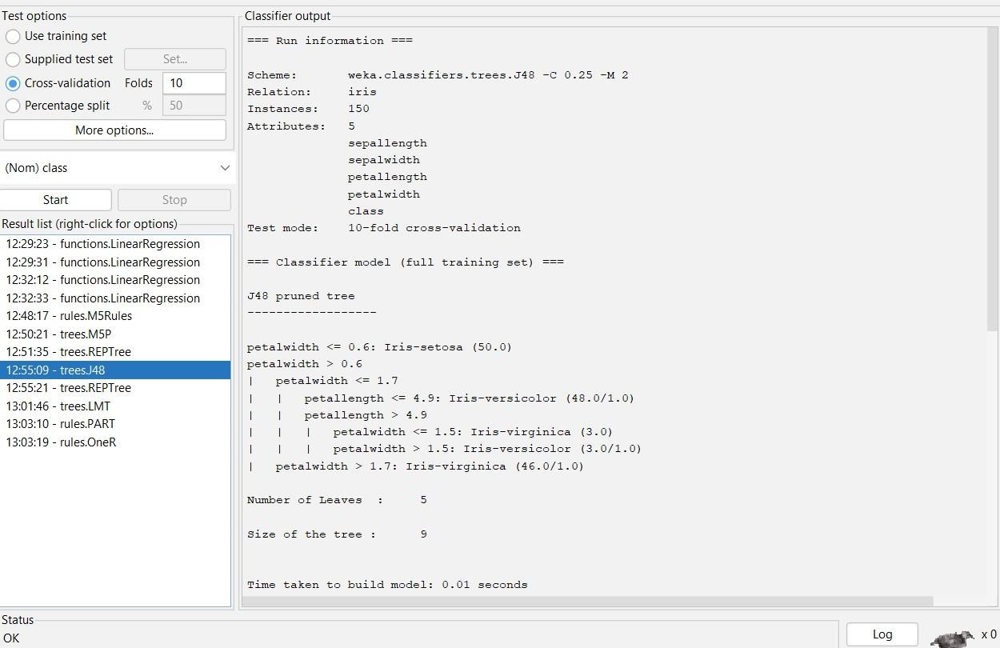 Test options
Use training set
Supplied test set Set...
Cross-validation Folds 10
Percentage split % 50
More options...
(Nom) class
Start Stop
Result list (right-click for options)
12:29:23 - functions.LinearRegression
12:29:31 - functions.LinearRegression
12:32:12 - functions.LinearRegression
12:32:33 - functions.LinearRegression
12:48:17 - rules.M5Rules
12:50:21 - trees.M5P
12:51:35 - trees.REPTree
12:55:09 - trees.J48
12:55:21 - trees.REPTree
13:01:46 - trees.LMT
13:03:10 - rules.PART
13:03:19 - rules.OneR
Classifier output
=== Run information ===
Scheme: weka.classifiers.trees.J48 -C 0.25 -M 2
Relation: iris
Instances: 150
Attributes: 5
sepallength
sepalwidth
petallength
petalwidth
class
Test mode: 10-fold cross-validation
=== Classifier model (full training set) ===
J48 pruned tree
------------------
petalwidth <= 0.6: Iris-setosa (50.0)
petalwidth > 0.6
| petalwidth <= 1.7
| | petallength <= 4.9: Iris-versicolor (48.0/1.0)
| | petallength > 4.9
| | | petalwidth <= 1.5: Iris-virginica (3.0)
| | | petalwidth > 1.5: Iris-versicolor (3.0/1.0)
| petalwidth > 1.7: Iris-virginica (46.0/1.0)
Number of Leaves : 5
Size of the tree : 9
Time taken to build model: 0.01 seconds
Status
OK
Log x 0